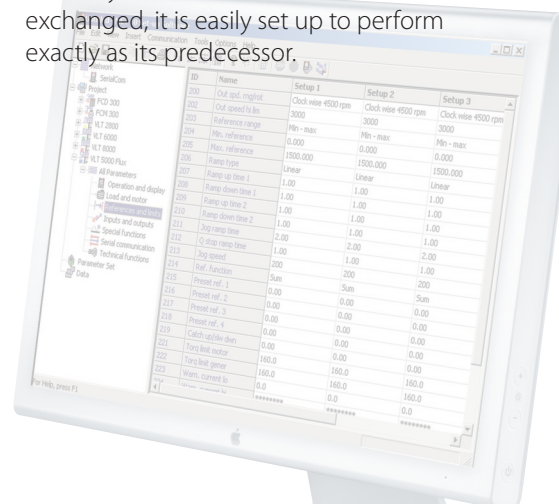 exchanged, it is easily set up to perform
exactly as its predecessor.
File Edit View Insert Communication Tools Options Help
Network
SerialCom
Project
FCD 300
FCM 300
VLT 2800
VLT 6000
VLT 8000
VLT 5000 Flux
All Parameters
Operation and display
Load and motor
References and limits
Inputs and outputs
Special functions
Serial communication
Technical functions
Parameter Set
Data
ID Name Setup 1 Setup 2 Setup 3
200 Out spd. rng/rot Clock wise 4500 rpm Clock wise 4500 rpm Clock wise 4500 rpm
202 Out speed hi lim 3000 3000 3000
203 Reference range Min - max Min - max Min - max
204 Min. reference 0.000 0.000 0.000
205 Max. reference 1500.000 1500.000 1500.000
206 Ramp type Linear Linear Linear
207 Ramp up time 1 1.00 1.00 1.00
208 Ramp down time 1 1.00 1.00 1.00
209 Ramp up time 2 1.00 1.00 1.00
210 Ramp down time 2 1.00 1.00 1.00
211 Jog ramp time 2.00 2.00 2.00
212 Q stop ramp time 1.00 1.00 1.00
213 Jog speed 200 200 200
214 Ref. function Sum Sum Sum
215 Preset ref. 1 0.00 0.00 0.00
216 Preset ref. 2 0.00 0.00 0.00
217 Preset ref. 3 0.00 0.00 0.00
218 Preset ref. 4 0.00 0.00 0.00
219 Catch up/slw dwn 0.00 0.00 0.00
221 Torq limit motor 160.0 160.0 160.0
222 Torq limit gener 160.0 160.0 160.0
223 Warn. current lo 0.0 0.0 0.0
For Help, press F1